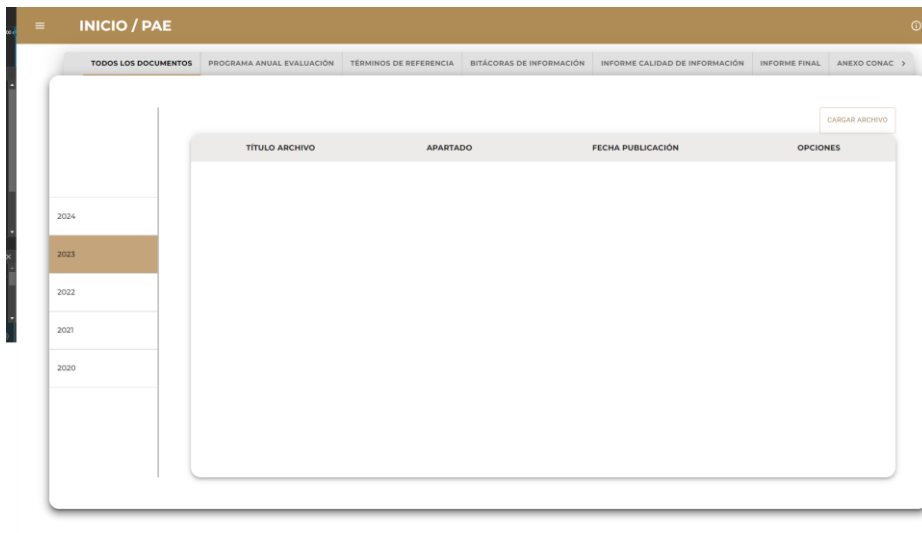 INICIO / PAE
TODOS LOS DOCUMENTOS PROGRAMA ANUAL EVALUACIÓN TÉRMINOS DE REFERENCIA BITÁCORAS DE INFORMACIÓN INFORME CALIDAD DE INFORMACIÓN INFORME FINAL ANEXO CONAC
CARGAR ARCHIVO
TÍTULO ARCHIVO APARTADO FECHA PUBLICACIÓN OPCIONES
2024
2023
2022
2021
2020